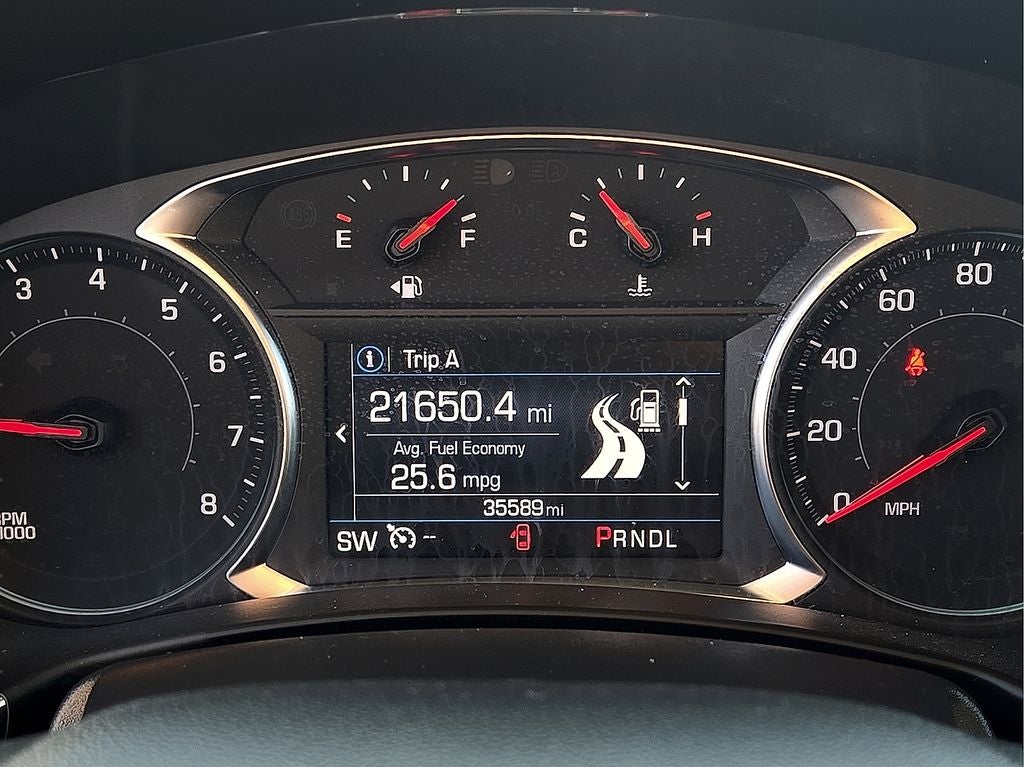 E
F
C
H
3
4
5
6
7
8
RPM
1000
Trip A
21650.4 mi
Avg. Fuel Economy
25.6 mpg
35589 mi
SW
--
PRNDL
0
20
40
60
80
MPH